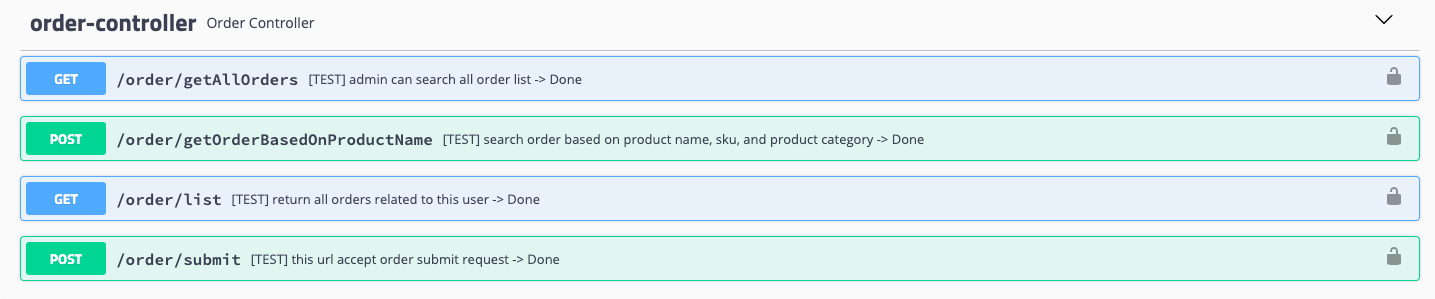 order-controller Order Controller
GET /order/getAllOrders [TEST] admin can search all order list -> Done
POST /order/getOrderBasedOnProductName [TEST] search order based on product name, sku, and product category -> Done
GET /order/list [TEST] return all orders related to this user -> Done
POST /order/submit [TEST] this url accept order submit request -> Done